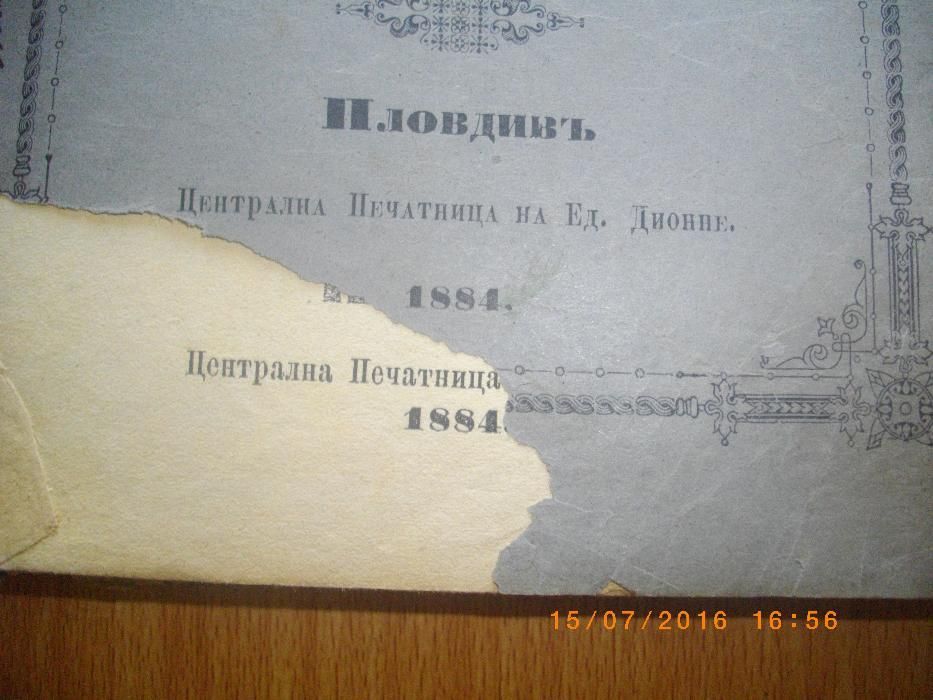 Пловдивъ
Централна Печатница на Ед. Дионне.
1884.
Централна Печатница
1884.
15/07/2016 16:56